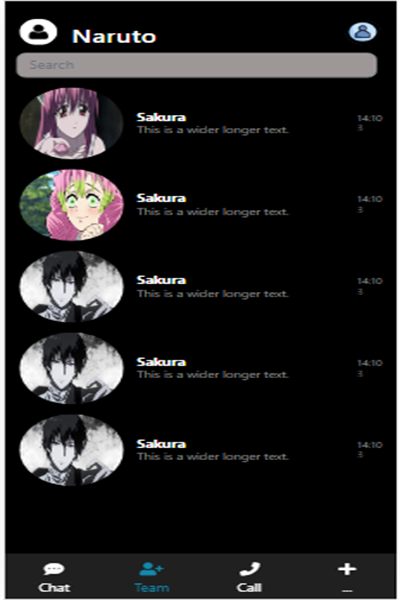 Naruto
Search
Sakura
This is a wider longer text.
14:10
3
Sakura
This is a wider longer text.
14:10
3
Sakura
This is a wider longer text.
14:10
3
Sakura
This is a wider longer text.
14:10
3
Sakura
This is a wider longer text.
14:10
3
Chat Team Call ...